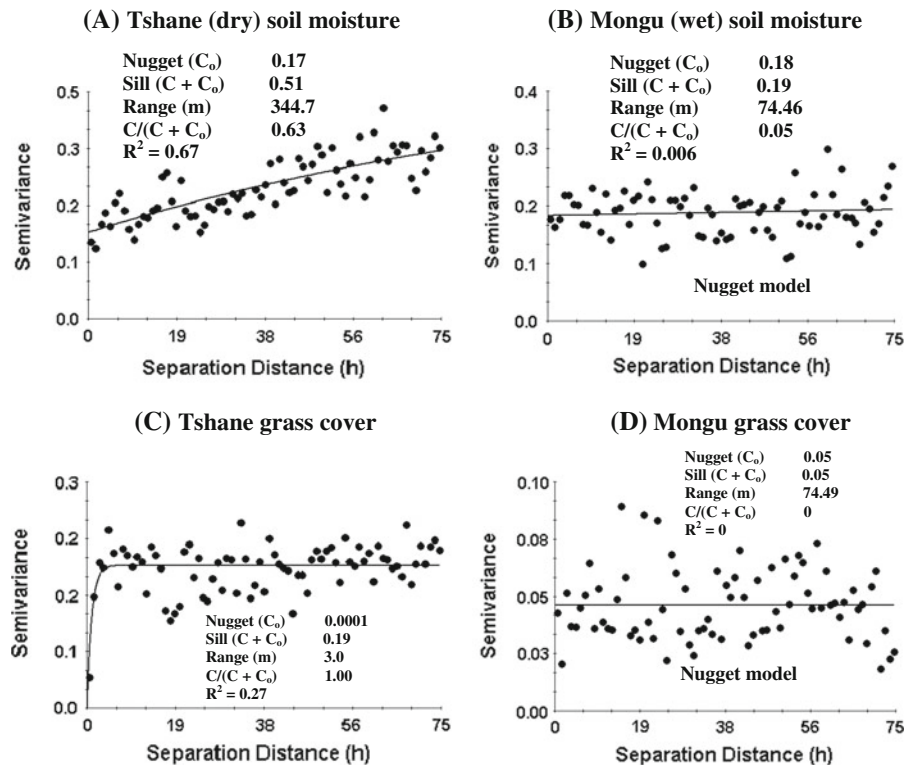 (A) Tshane (dry) soil moisture
Nugget (Cₒ) 0.17
Sill (C + Cₒ) 0.51
Range (m) 344.7
C/(C + Cₒ) 0.63
R² = 0.67
0.5
0.3
0.2
0.1
0.0
Semivariance
0 19 38 56 75
Separation Distance (h)
(B) Mongu (wet) soil moisture
Nugget (Cₒ) 0.18
Sill (C + Cₒ) 0.19
Range (m) 74.46
C/(C + Cₒ) 0.05
R² = 0.006
0.4
0.3
0.2
0.1
0.0
Semivariance
Nugget model
0 19 38 56 75
Separation Distance (h)
(C) Tshane grass cover
0.3
0.2
0.2
0.1
0.0
Semivariance
Nugget (Cₒ) 0.0001
Sill (C + Cₒ) 0.19
Range (m) 3.0
C/(C + Cₒ) 1.00
R² = 0.27
0 19 38 56 75
Separation Distance (h)
(D) Mongu grass cover
Nugget (Cₒ) 0.05
Sill (C + Cₒ) 0.05
Range (m) 74.49
C/(C + Cₒ) 0
R² = 0
0.10
0.08
0.05
0.03
0.00
Semivariance
Nugget model
0 19 38 56 75
Separation Distance (h)